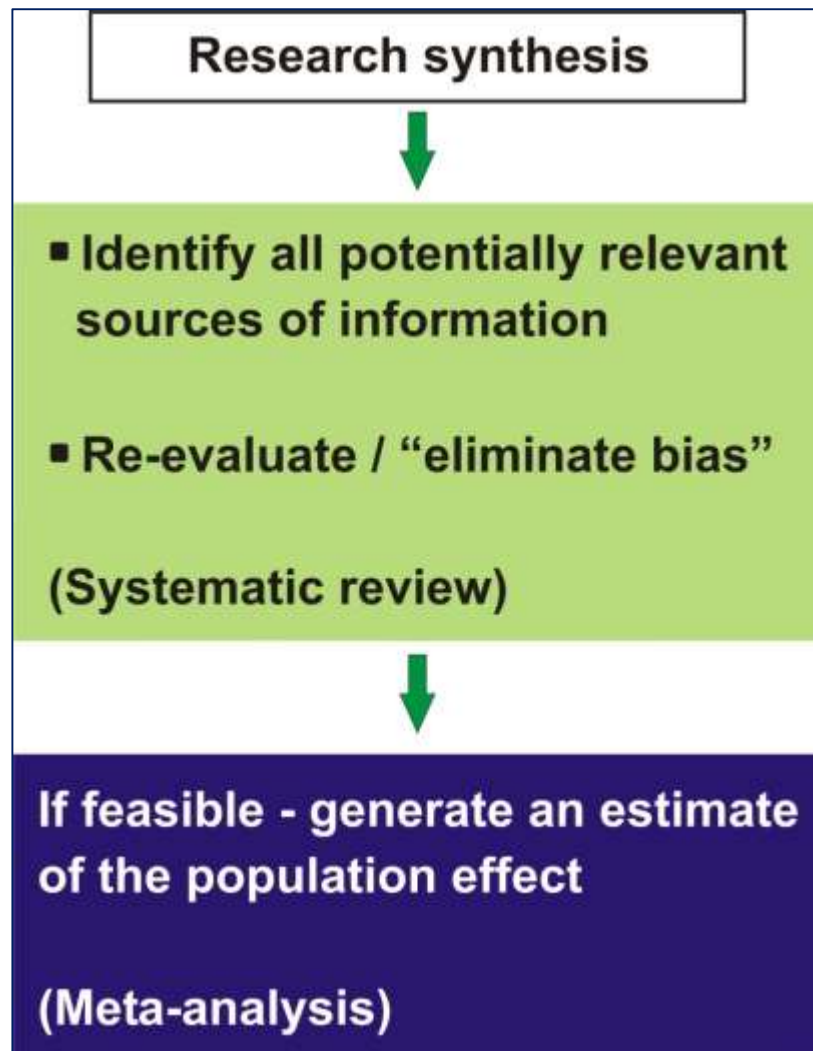 Research synthesis
▪ Identify all potentially relevant
sources of information
▪ Re-evaluate / “eliminate bias”
(Systematic review)
If feasible - generate an estimate
of the population effect
(Meta-analysis)